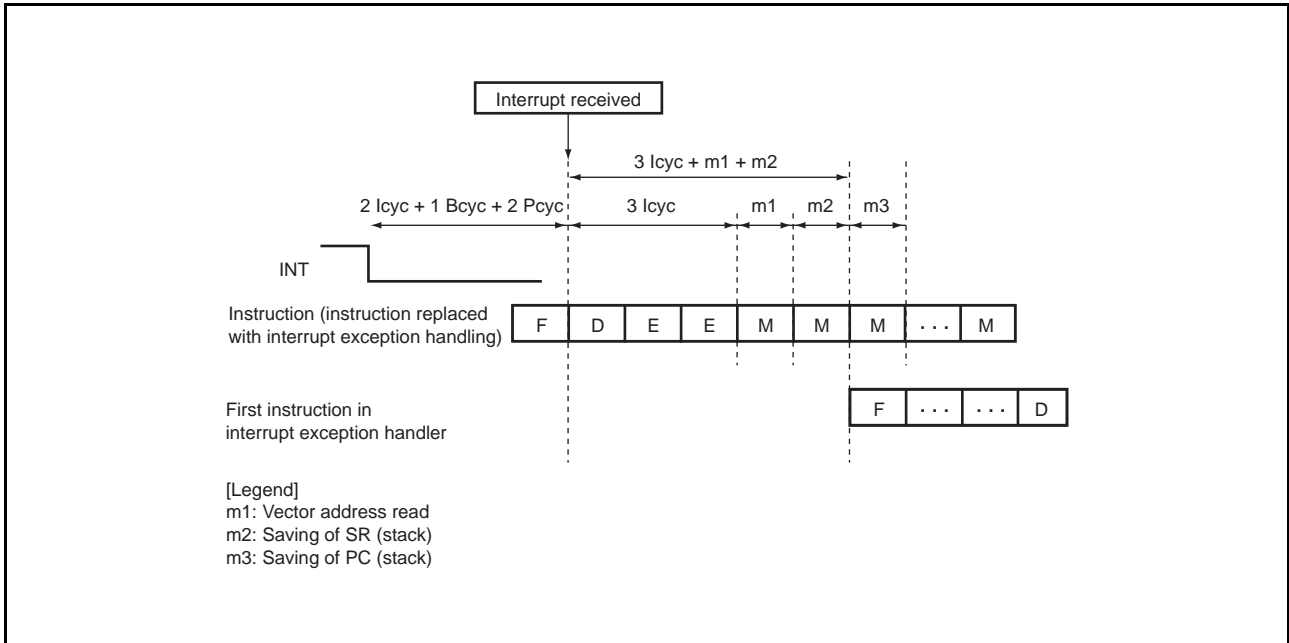 Interrupt received
3 Icyc + m1 + m2
2 Icyc + 1 Bcyc + 2 Pcyc
3 Icyc
m1
m2
m3
INT
Instruction (instruction replaced
with interrupt exception handling)
F D E E M M M ... M
First instruction in
interrupt exception handler
F ... ... D
[Legend]
m1: Vector address read
m2: Saving of SR (stack)
m3: Saving of PC (stack)